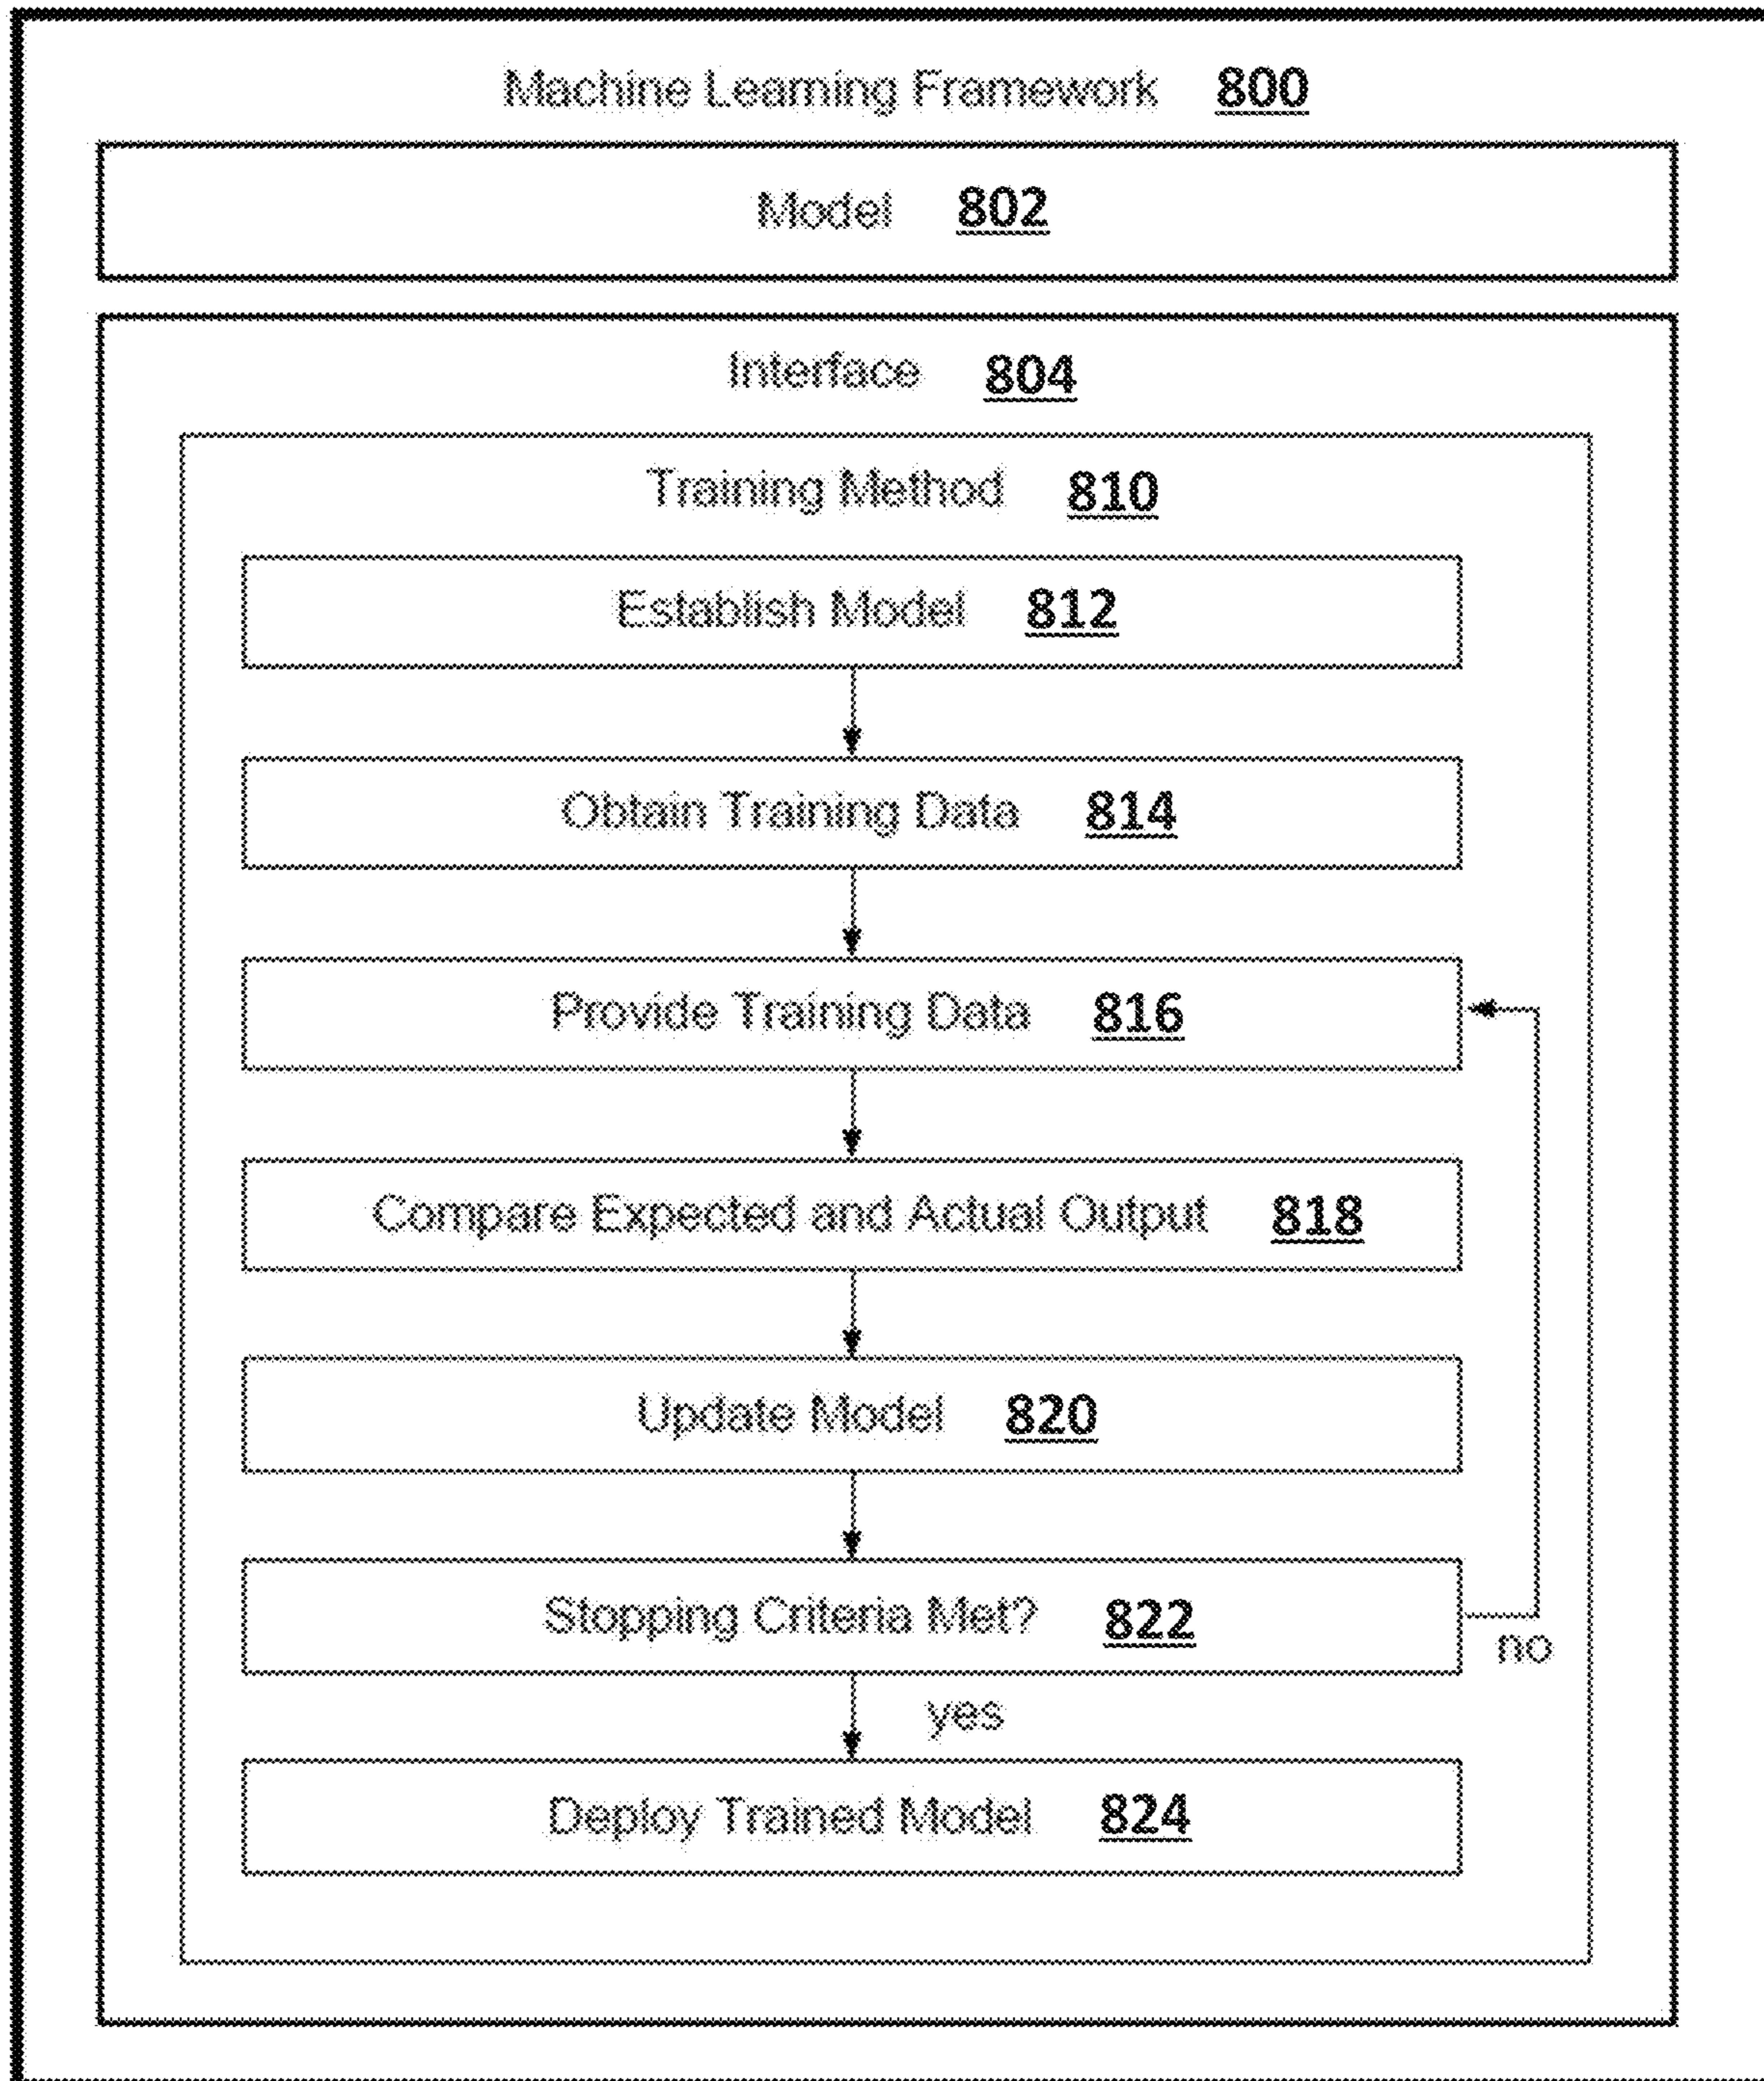 Machine Learning Framework 800
Model 802
Interface 804
Training Method 810
Establish Model 812
Obtain Training Data 814
Provide Training Data 816
Compare Expected and Actual Output 818
Update Model 820
Stopping Criteria Met? 822
no
yes
Deploy Trained Model 824